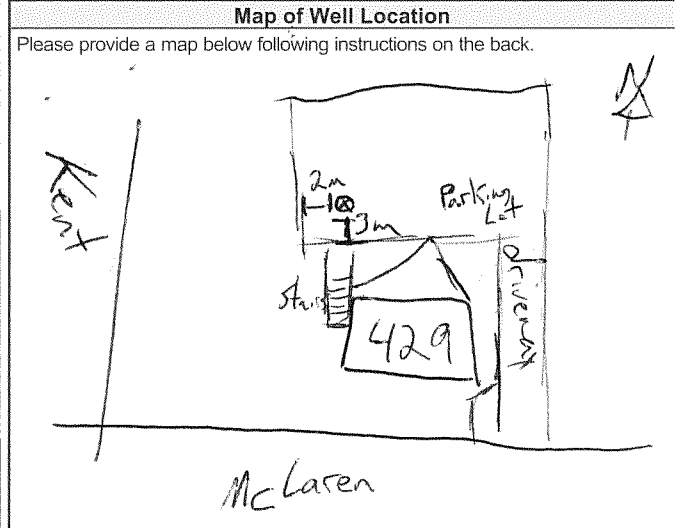 Map of Well Location
Please provide a map below following instructions on the back.
N
Kent
2m
3m
Parking
Lot
Stairs
driveway
429
McLaren